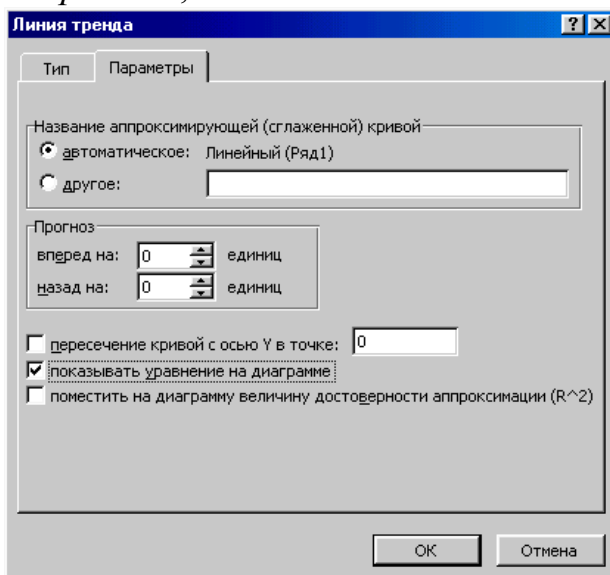 Линия тренда
Тип Параметры
Название аппроксимирующей (сглаженной) кривой
автоматическое: Линейный (Ряд1)
другое:
Прогноз
вперед на: 0 единиц
назад на: 0 единиц
пересечение кривой с осью Y в точке: 0
показывать уравнение на диаграмме
поместить на диаграмму величину достоверности аппроксимации (R^2)
ОК Отмена